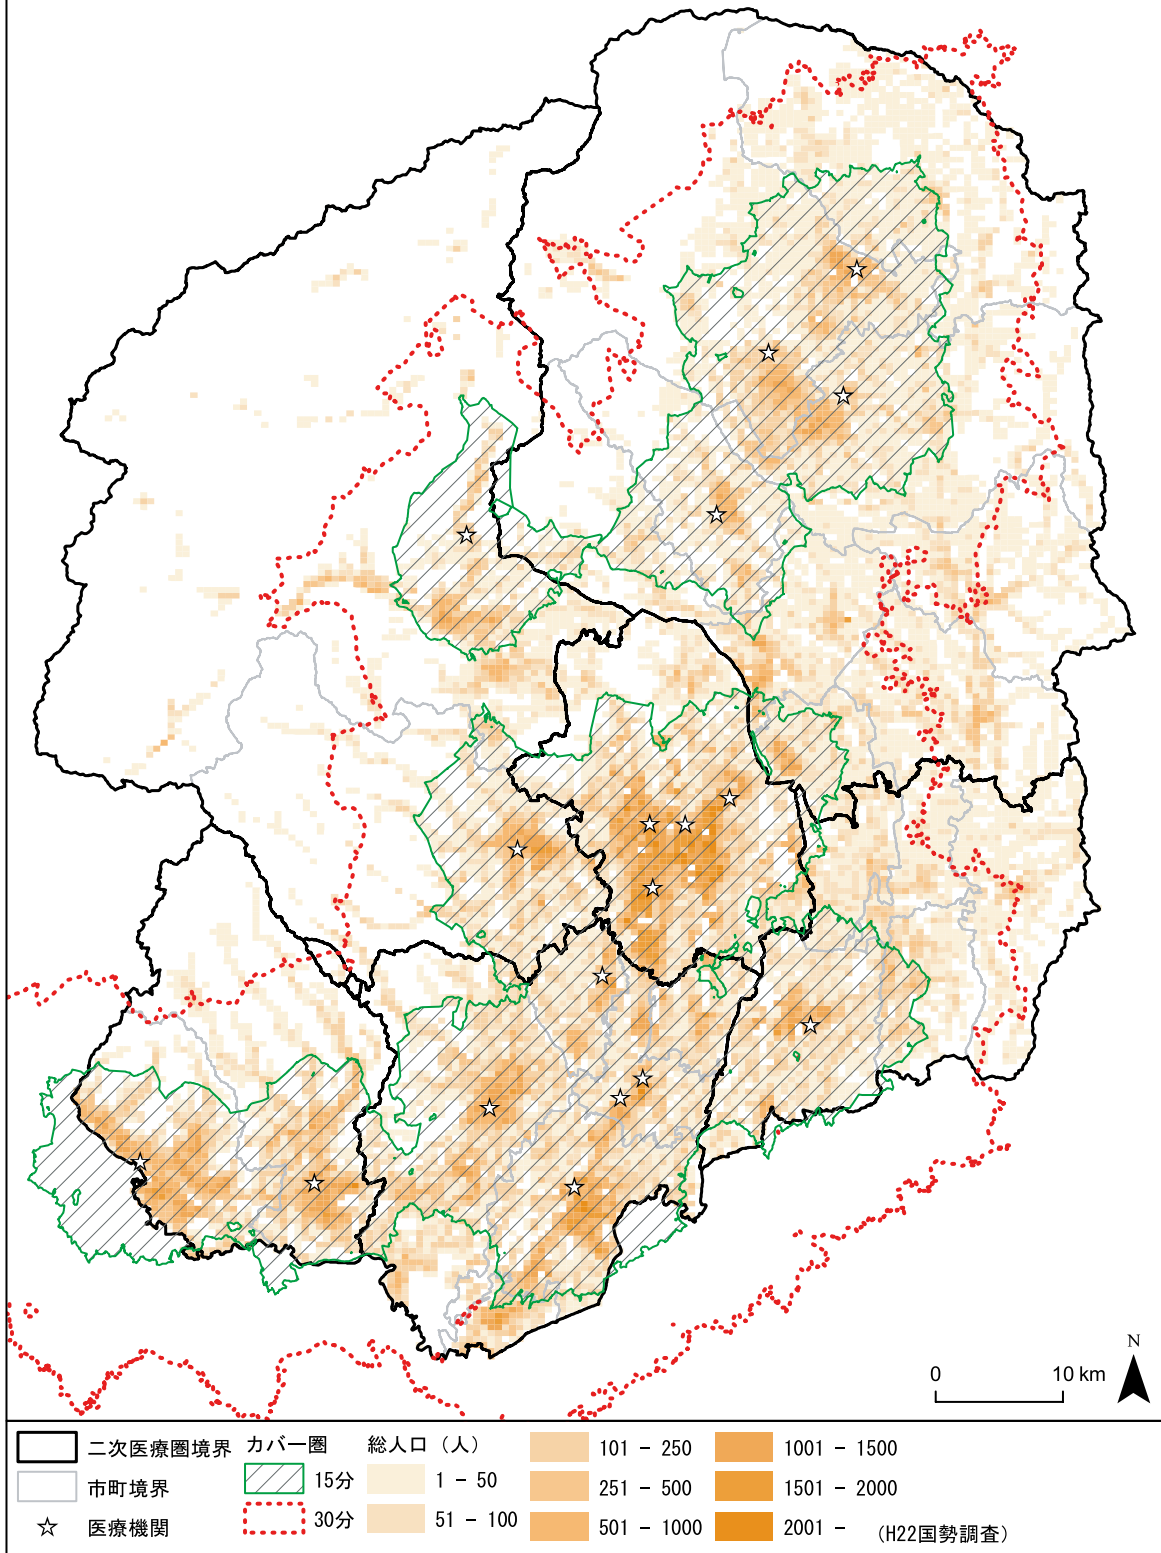 N
0 10 km
二次医療圏境界
市町境界
医療機関
カバー圏
15分
30分
総人口（人）
1 - 50
51 - 100
101 - 250
251 - 500
501 - 1000
1001 - 1500
1501 - 2000
2001 -
(H22国勢調査)